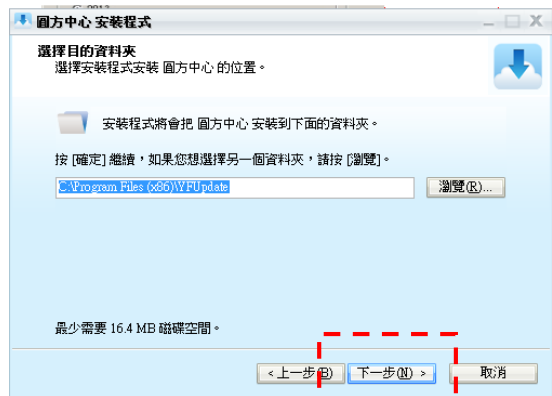 圓方中心 安裝程式
選擇目的資料夾
選擇安裝程式安裝 圓方中心 的位置。
安裝程式將會把 圓方中心 安裝到下面的資料夾。
按 [確定] 繼續，如果您想選擇另一個資料夾，請按 [瀏覽]。
C:\Program Files (x86)\YFUpdate
瀏覽(R)...
最少需要 16.4 MB 磁碟空間。
<上一步(B)
下一步(N) >
取消